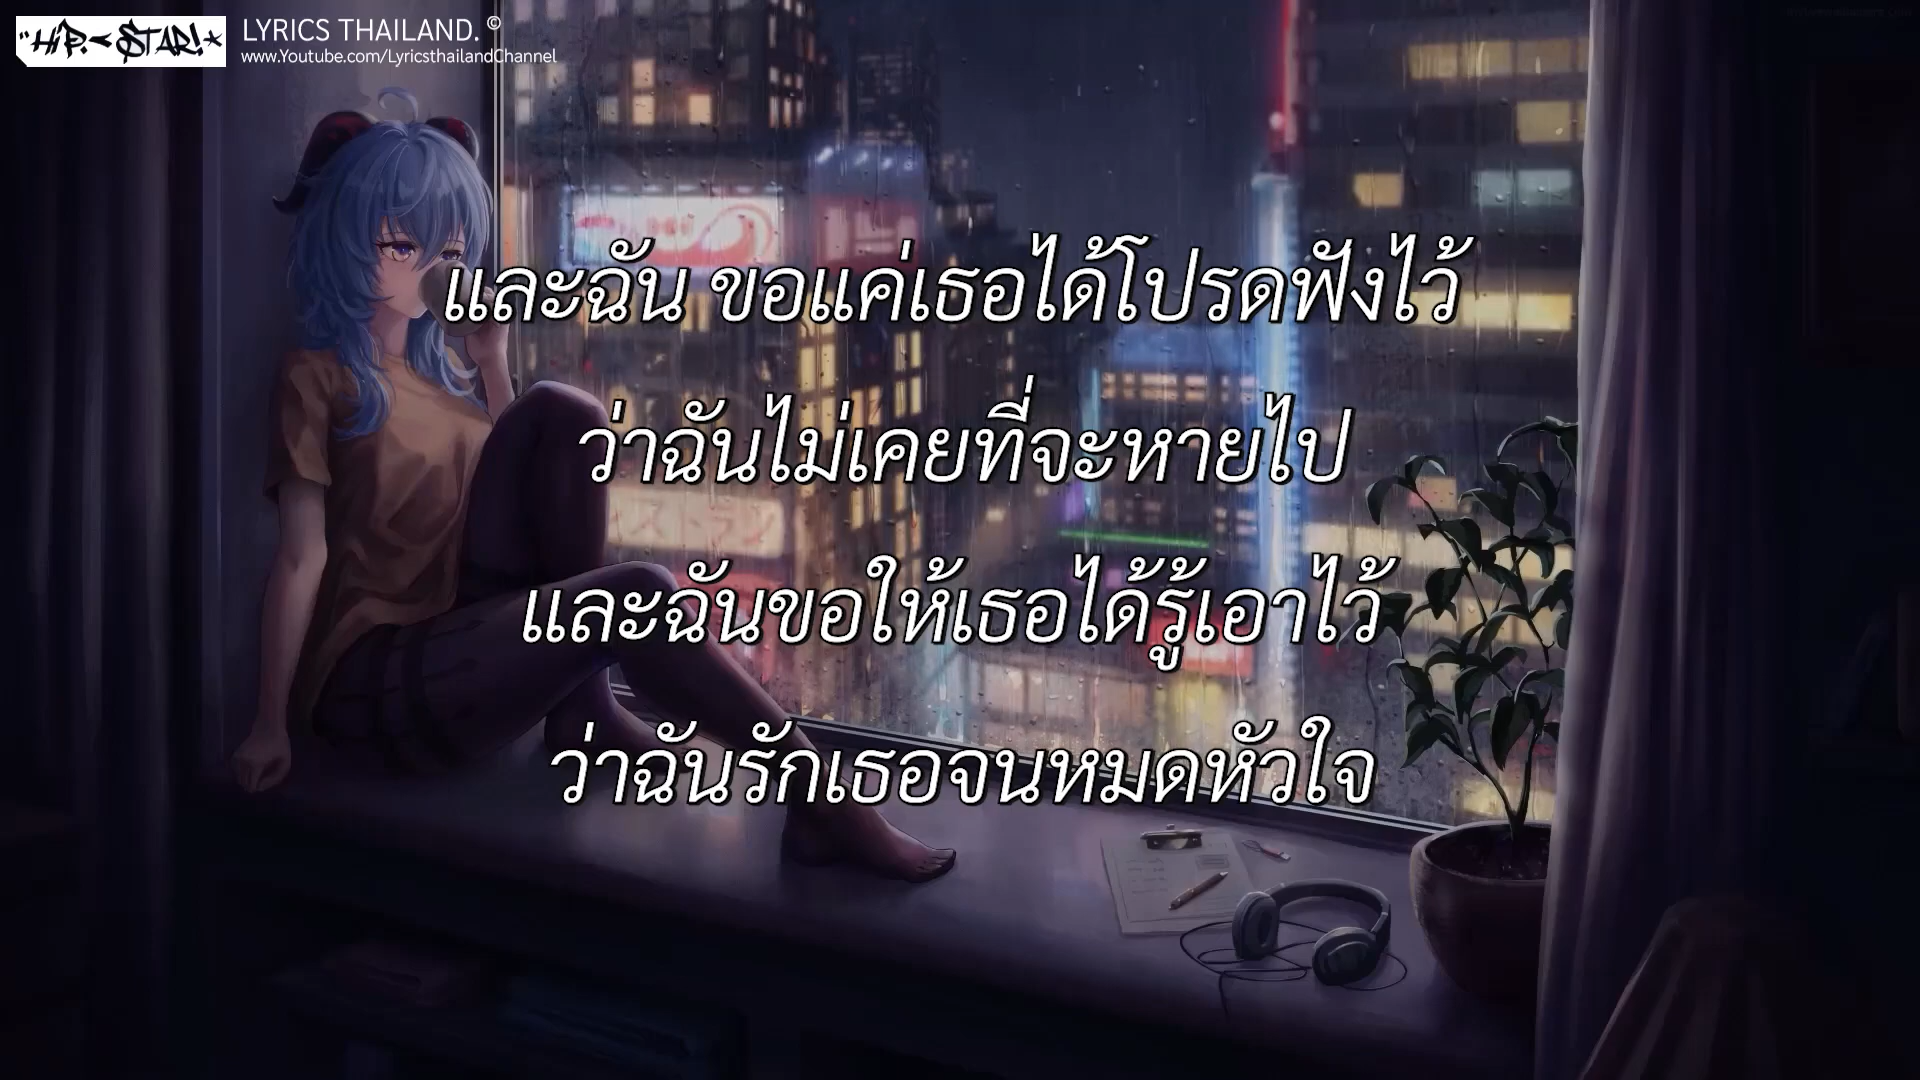 "HIP.-STAR!★
LYRICS THAILAND.©
www.Youtube.com/LyricsthailandChannel
และฉัน ขอแค่เธอได้โปรดฟังไว้
ว่าฉันไม่เคยที่จะหายไป
และฉันขอให้เธอได้รู้เอาไว้
ว่าฉันรักเธอจนหมดหัวใจ
ストラン